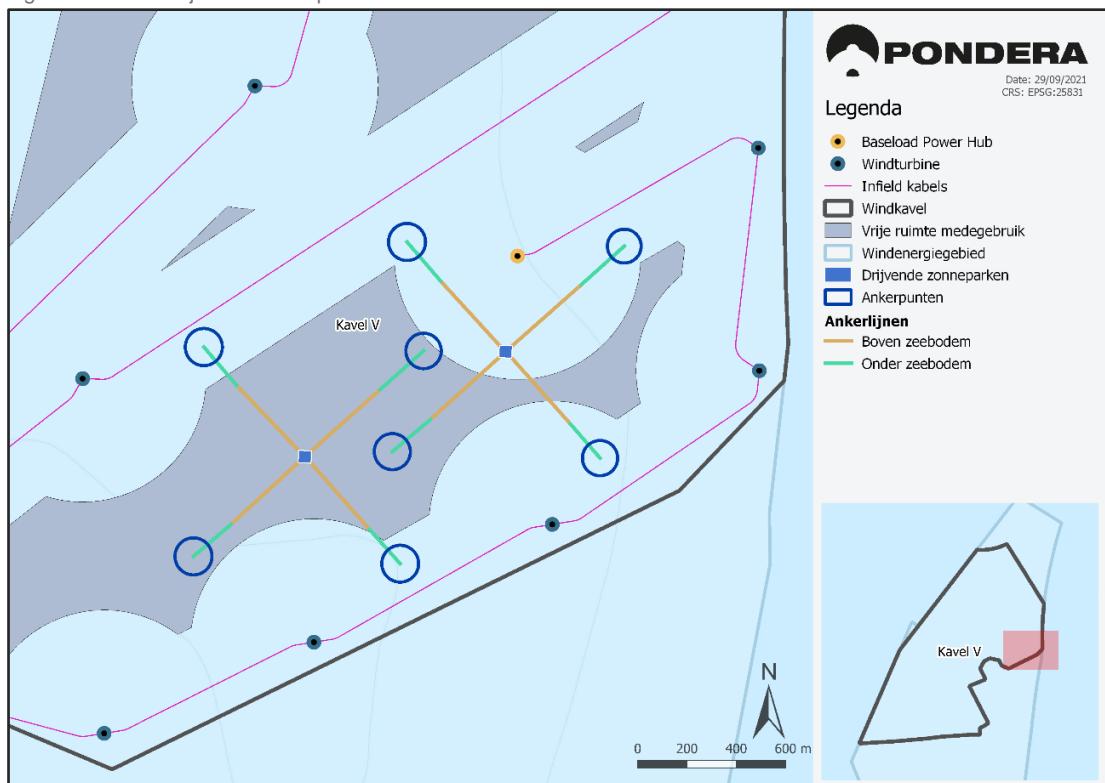 PONDERA
Date: 29/09/2021
CRS: EPSG:25831
Legenda
Baseload Power Hub
Windturbine
Infield kabels
Windkavel
Vrije ruimte medegebruik
Windenergiegebied
Drijvende zonneparken
Ankerpunten
Ankerlijnen
Boven zeebodem
Onder zeebodem
Kavel V
N
0 200 400 600 m
Kavel V